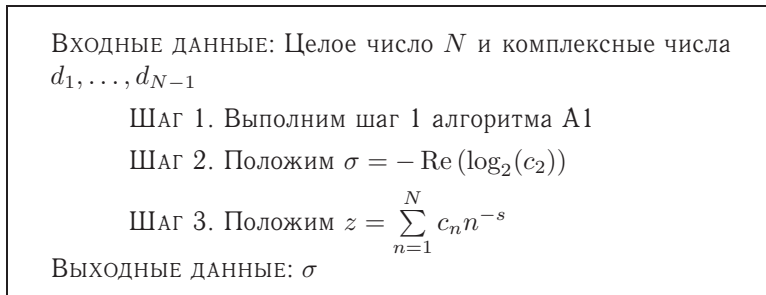 Входные данные: Целое число N и комплексные числа
d_1, ..., d_{N-1}
Шаг 1. Выполним шаг 1 алгоритма A1
Шаг 2. Положим σ = − Re (log_2(c_2))
Шаг 3. Положим z = \sum_{n=1}^{N} c_n n^{-s}
Выходные данные: σ